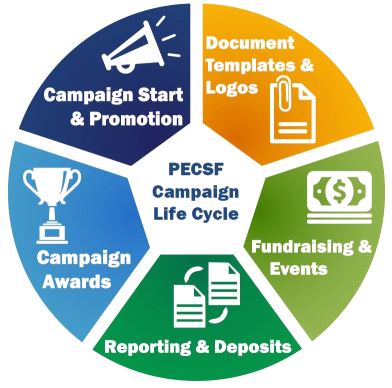 Campaign Start
& Promotion
Document
Templates &
Logos
PECSF
Campaign
Life Cycle
$
Fundraising &
Events
Campaign
Awards
Reporting & Deposits